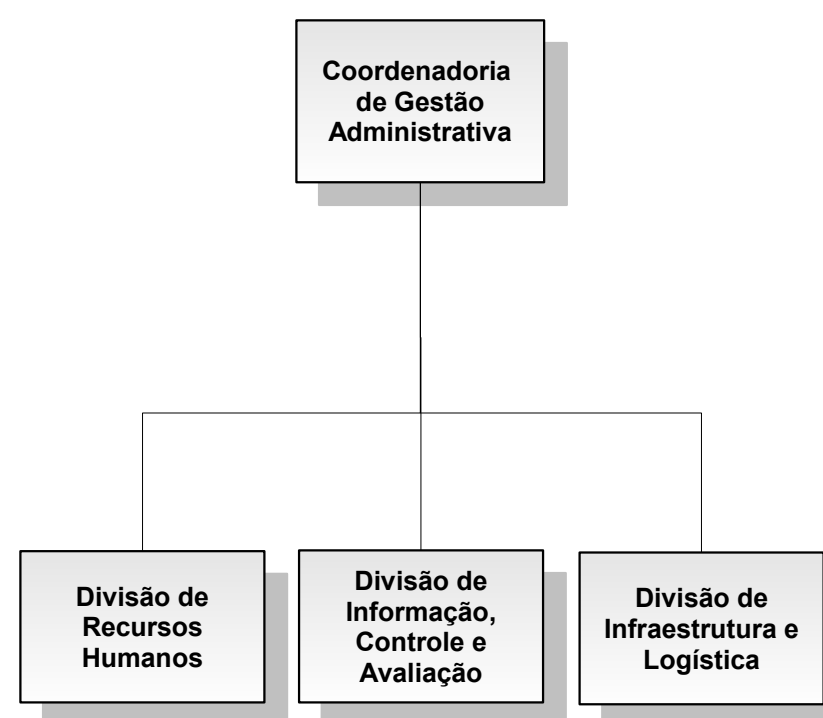 Coordenadoria
de Gestão
Administrativa
Divisão de
Recursos
Humanos
Divisão de
Informação,
Controle e
Avaliação
Divisão de
Infraestrutura e
Logística